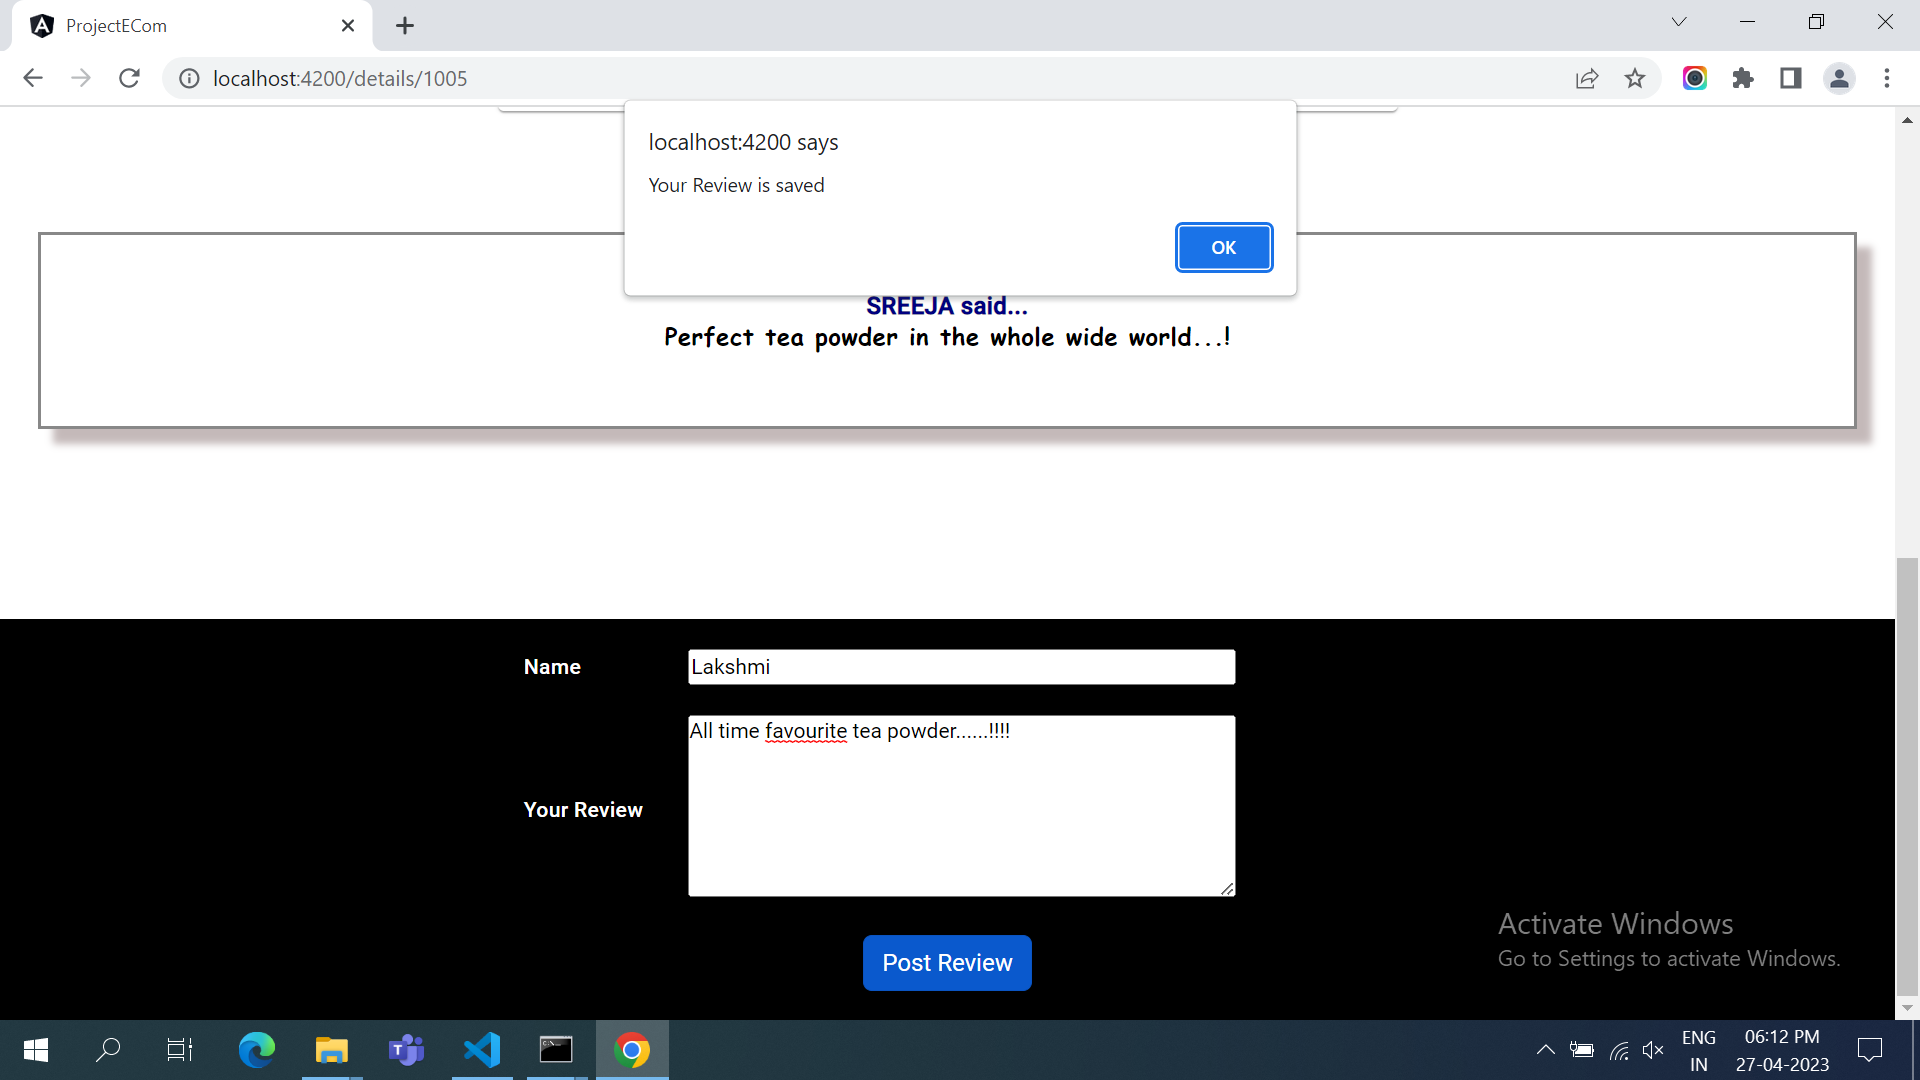 ProjectECom
localhost:4200/details/1005
localhost:4200 says
Your Review is saved
OK
SREEJA said...
Perfect tea powder in the whole wide world...!
Name
Lakshmi
All time favourite tea powder......!!!!
Your Review
Post Review
Activate Windows
Go to Settings to activate Windows.
ENG
IN
06:12 PM
27-04-2023